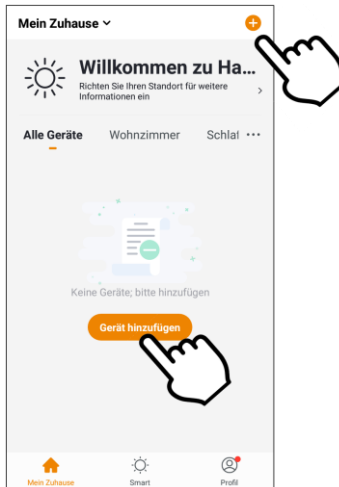 Mein Zuhause
Willkommen zu Ha...
Richten Sie Ihren Standort für weitere
Informationen ein
Alle Geräte Wohnzimmer Schlaf ...
Keine Geräte; bitte hinzufügen
Gerät hinzufügen
Mein Zuhause Smart Profil